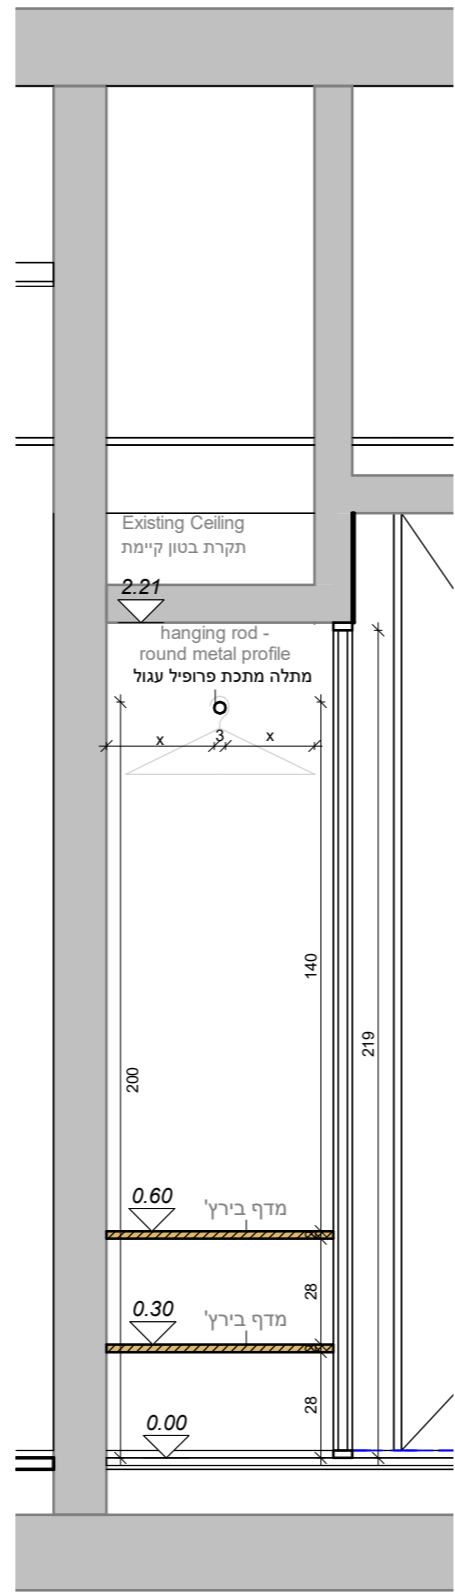 Existing Ceiling
תקרת בטון קיימת
2.21
hanging rod -
round metal profile
מתלה מתכת פרופיל עגול
x
3
x
140
219
200
0.60
מדף בירץ'
28
0.30
מדף בירץ'
28
0.00